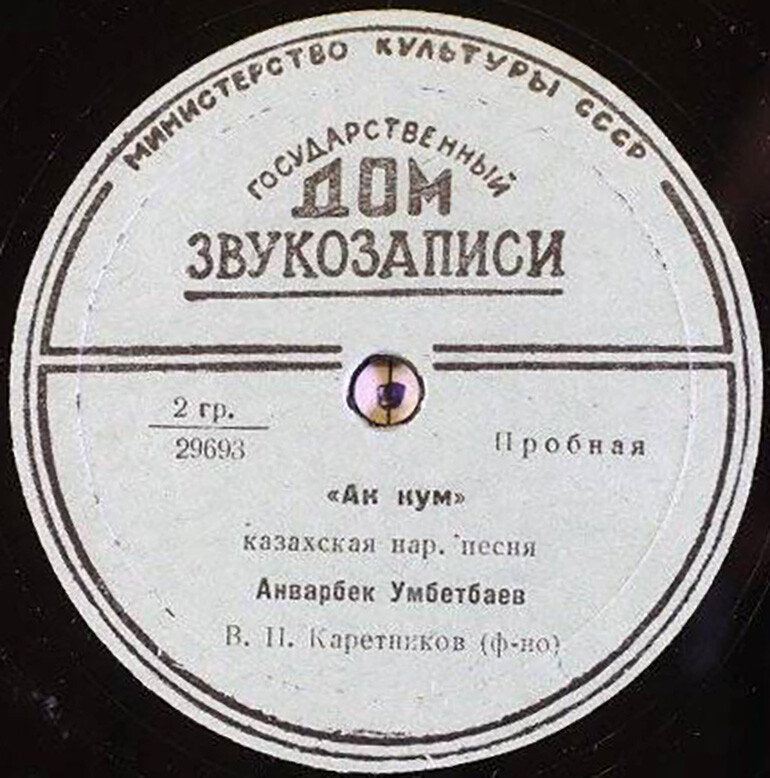 МИНИСТЕРСТВО КУЛЬТУРЫ СССР
ГОСУДАРСТВЕННЫЙ
ДОМ
ЗВУКОЗАПИСИ
2 гр.
29693
Пробная
«Ак кум»
казахская нар. песня
Анварбек Умбетбаев
В. П. Каретников (ф-но)